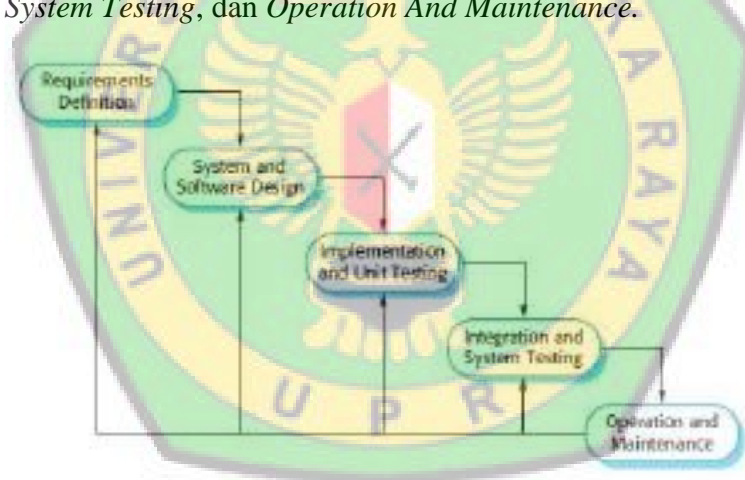 System Testing, dan Operation And Maintenance.
Requirements
Definition
System and
Software Design
Implementation
and Unit Testing
Integration and
System Testing
Operation and
Maintenance
UPR